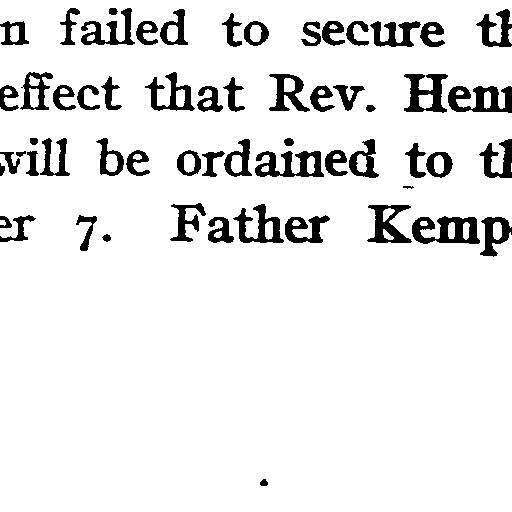 n failed to secure th
effect that Rev. Henr
will be ordained to th
er 7. Father Kemp